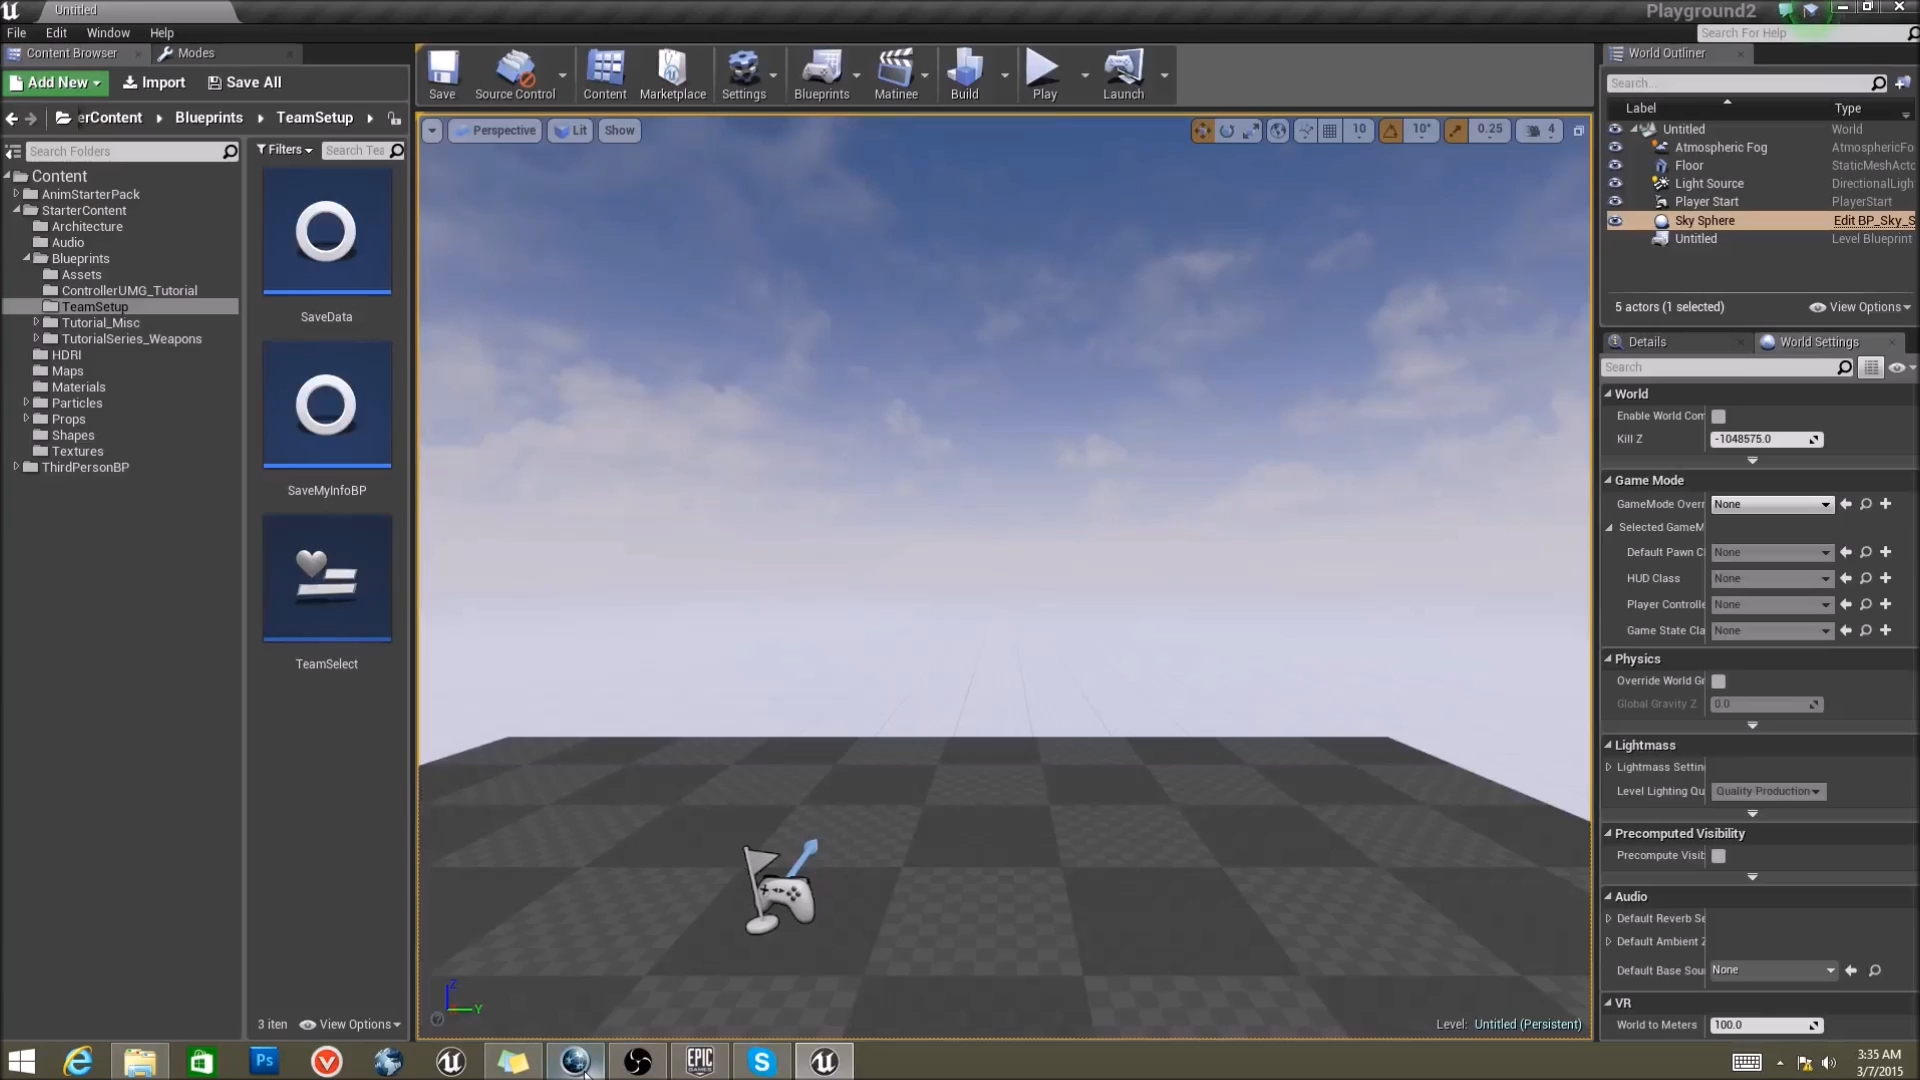 Untitled
Playground2
File Edit Window Help
Search For Help
Content Browser
Modes
World Outliner
Add New
Import
Save All
Save
Source Control
Content
Marketplace
Settings
Blueprints
Matinee
Build
Play
Launch
Search...
Label
Type
erContent
Blueprints
TeamSetup
Search Folders
Filters
Search Tea
Perspective
Lit
Show
10
10°
0.25
4
Untitled World
Atmospheric Fog AtmosphericFo
Floor StaticMeshActo
Light Source DirectionalLigh
Player Start PlayerStart
Sky Sphere Edit BP_Sky_S
Untitled Level Blueprint
5 actors (1 selected)
View Options
Content
AnimStarterPack
StarterContent
Architecture
Audio
Blueprints
Assets
ControllerUMG_Tutorial
TeamSetup
Tutorial_Misc
TutorialSeries_Weapons
HDRI
Maps
Materials
Particles
Props
Shapes
Textures
ThirdPersonBP
SaveData
SaveMyInfoBP
TeamSelect
3 item
View Options
Details
World Settings
Search
World
Enable World Com
Kill Z -1048575.0
Game Mode
GameMode Overr None
Selected GameM
Default Pawn C None
HUD Class None
Player Controlle None
Game State Cla None
Physics
Override World Gr
Global Gravity Z 0.0
Lightmass
Lightmass Settin
Level Lighting Qu Quality Production
Precomputed Visibility
Precompute Visib
Audio
Default Reverb Se
Default Ambient Z
Default Base Sou None
VR
World to Meters 100.0
Z
Y
Level: Untitled (Persistent)
Ps
EPIC
GAMES
3:35 AM
3/7/2015